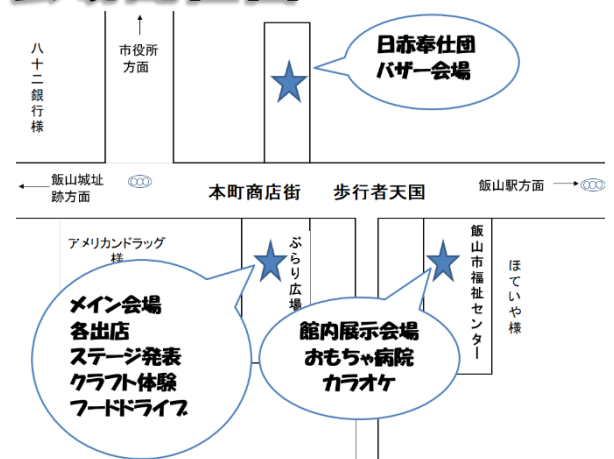 八十二銀行様
市役所
方面
日赤奉仕団
バザー会場
飯山城址
跡方面
本町商店街 歩行者天国
飯山駅方面
アメリカンドラッグ
様
ぶらり広場
飯山市福祉センター
ほていや様
メイン会場
各出店
ステージ発表
クラフト体験
フードドライブ
館内展示会場
おもちゃ病院
カラオケ